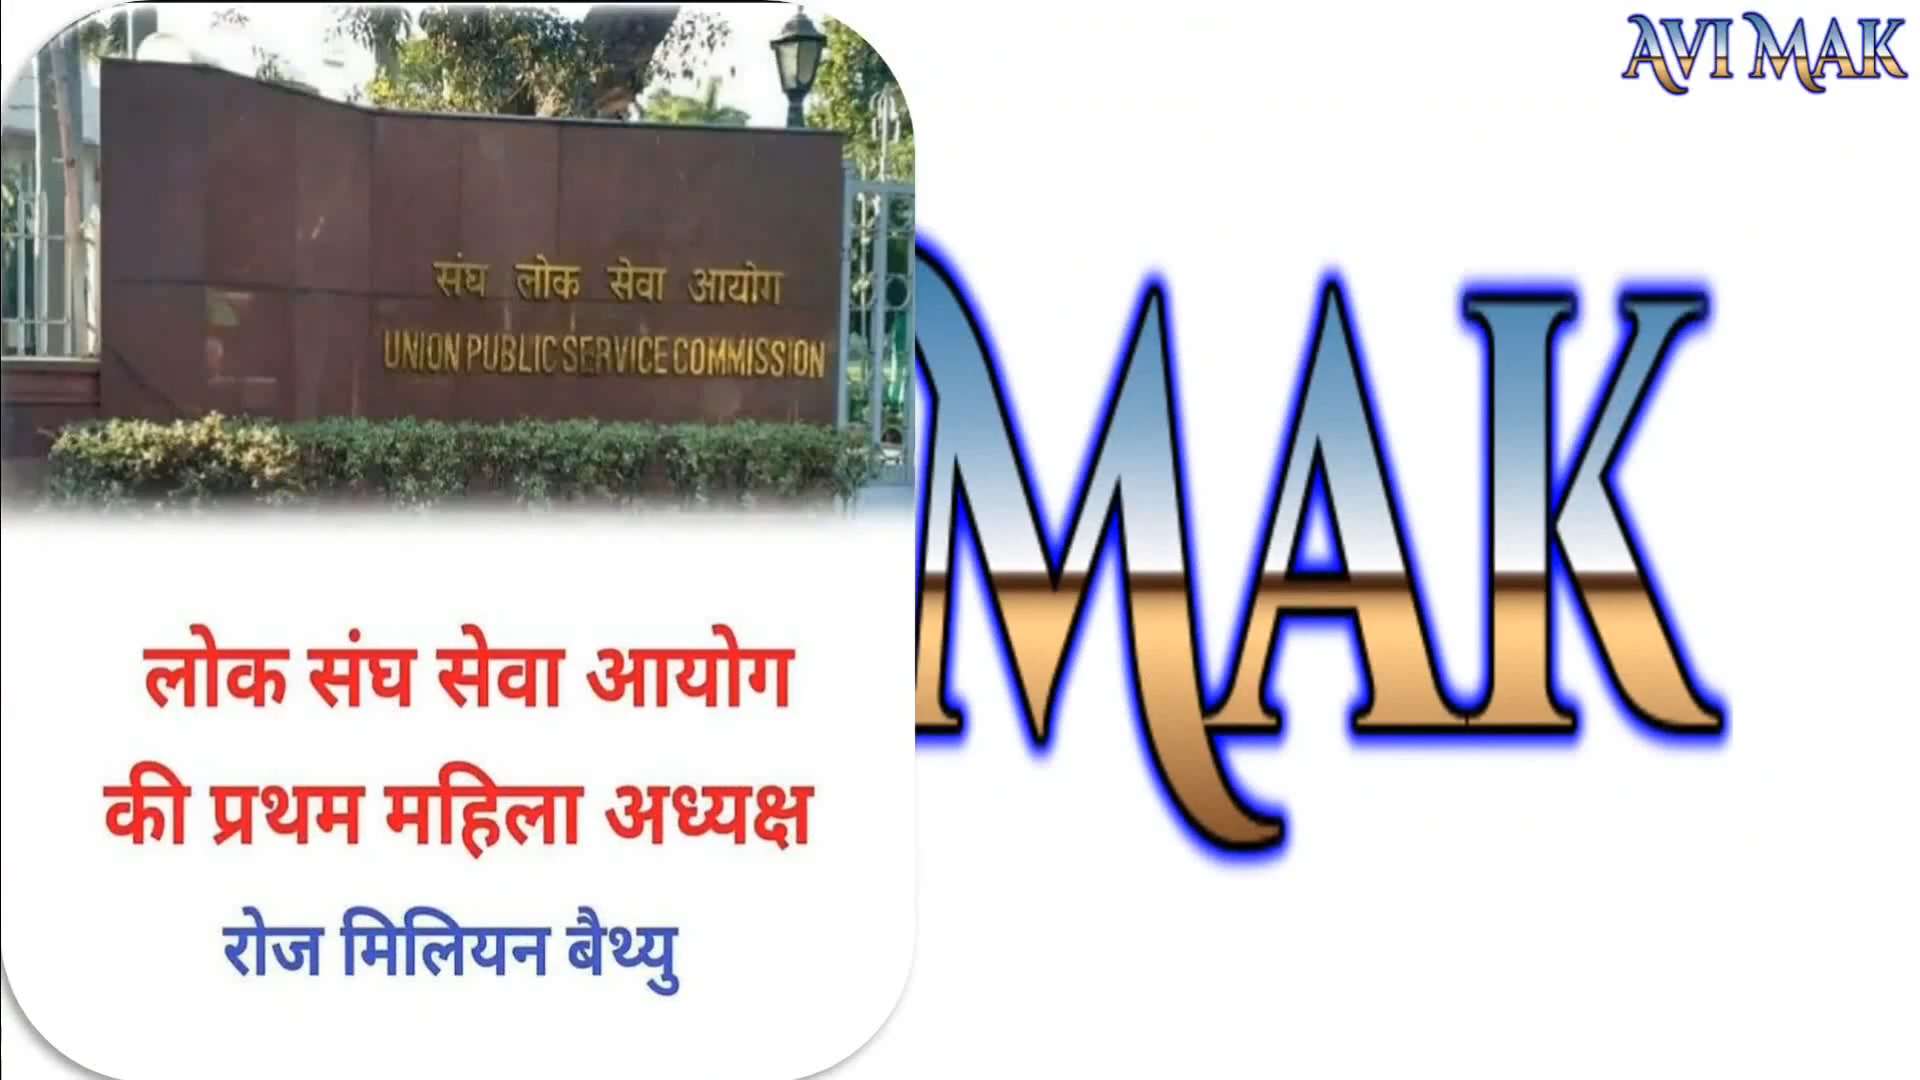 AVI MAK
संघ लोक सेवा आयोग
UNION PUBLIC SERVICE COMMISSION
MAK
लोक संघ सेवा आयोग
की प्रथम महिला अध्यक्ष
रोज मिलियन बैथ्यु